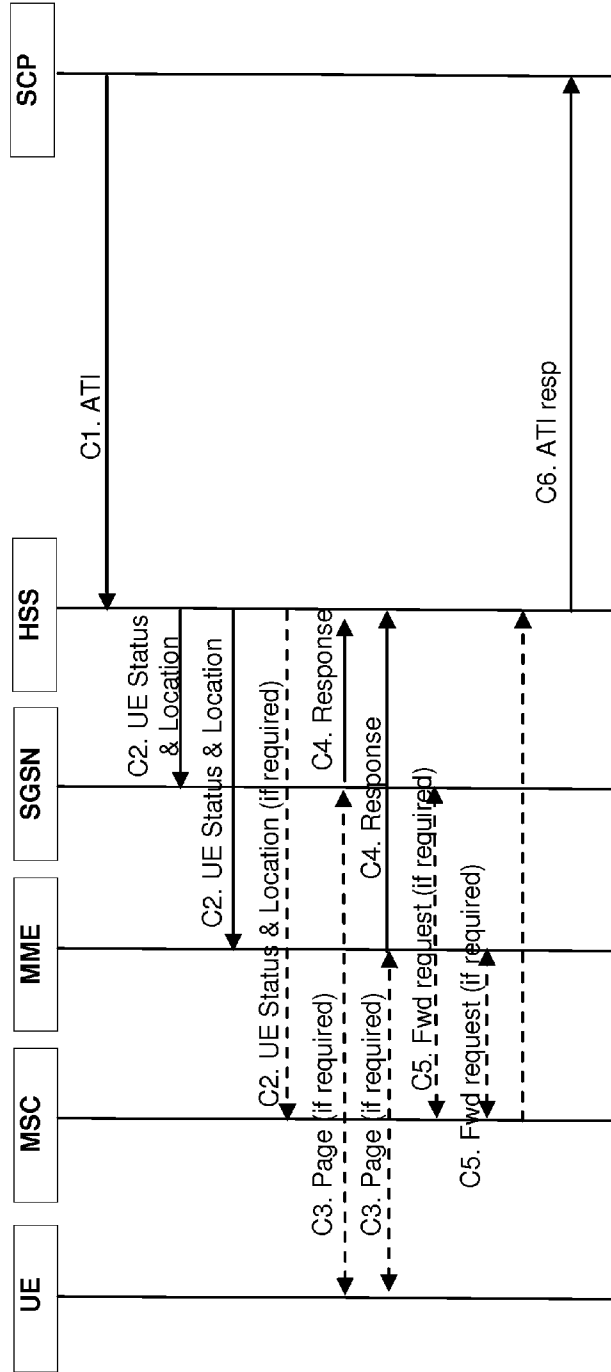 UE
MSC
MME
SGSN
HSS
SCP
C1. ATI
C2. UE Status
& Location
C2. UE Status & Location
C2. UE Status & Location (if required)
C3. Page (if required)
C4. Response
C3. Page (if required)
C4. Response
C5. Fwd request (if required)
C5. Fwd request (if required)
C6. ATI resp